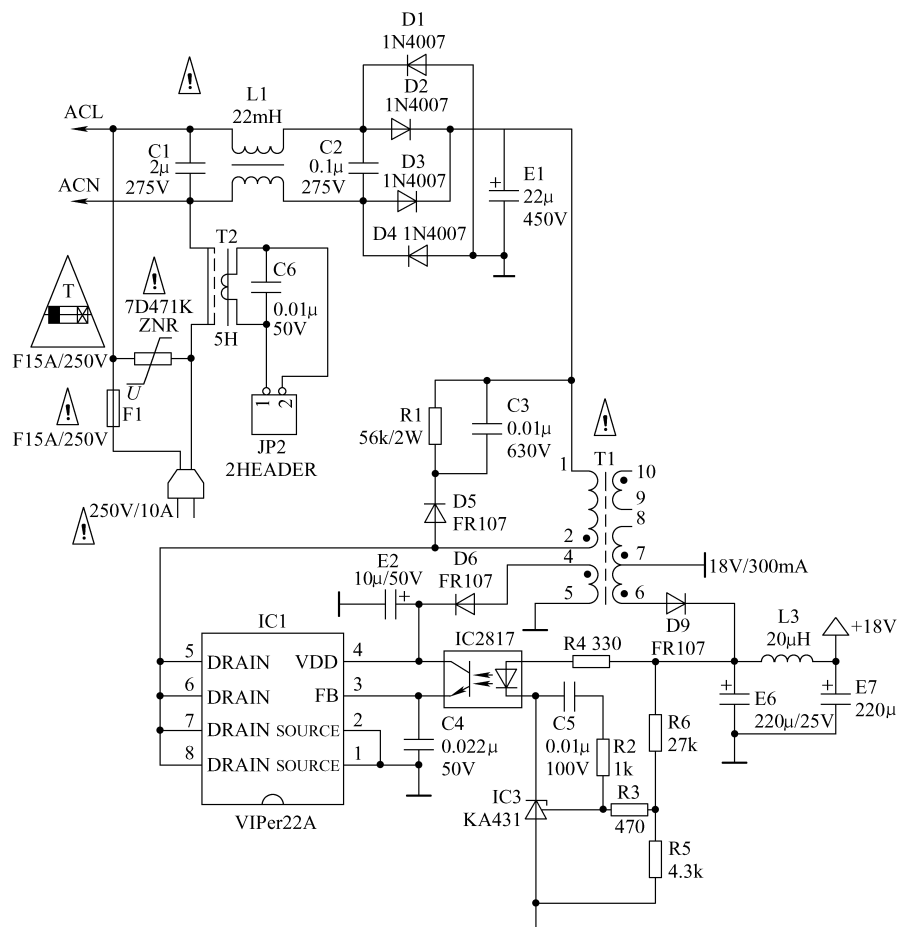 D1
1N4007
D2
1N4007
L1
22mH
ACL
C1
2μ
275V
C2
0.1μ
275V
D3
1N4007
E1
22μ
450V
ACN
D4 1N4007
T2
C6
0.01μ
50V
5H
T
7D471K
ZNR
F15A/250V
U
F1
F15A/250V
1
2
JP2
2HEADER
250V/10A
R1
56k/2W
C3
0.01μ
630V
D5
FR107
T1
1
10
9
8
2
7
4
5
6
18V/300mA
E2
10μ/50V
D6
FR107
D9
FR107
L3
20μH
+18V
IC1
5
DRAIN
VDD
4
6
DRAIN
FB
3
7
DRAIN
SOURCE
2
8
DRAIN
SOURCE
1
VIPer22A
IC2817
R4 330
C4
0.022μ
50V
C5
0.01μ
100V
R2
1k
R6
27k
E6
220μ/25V
E7
220μ
IC3
KA431
R3
470
R5
4.3k